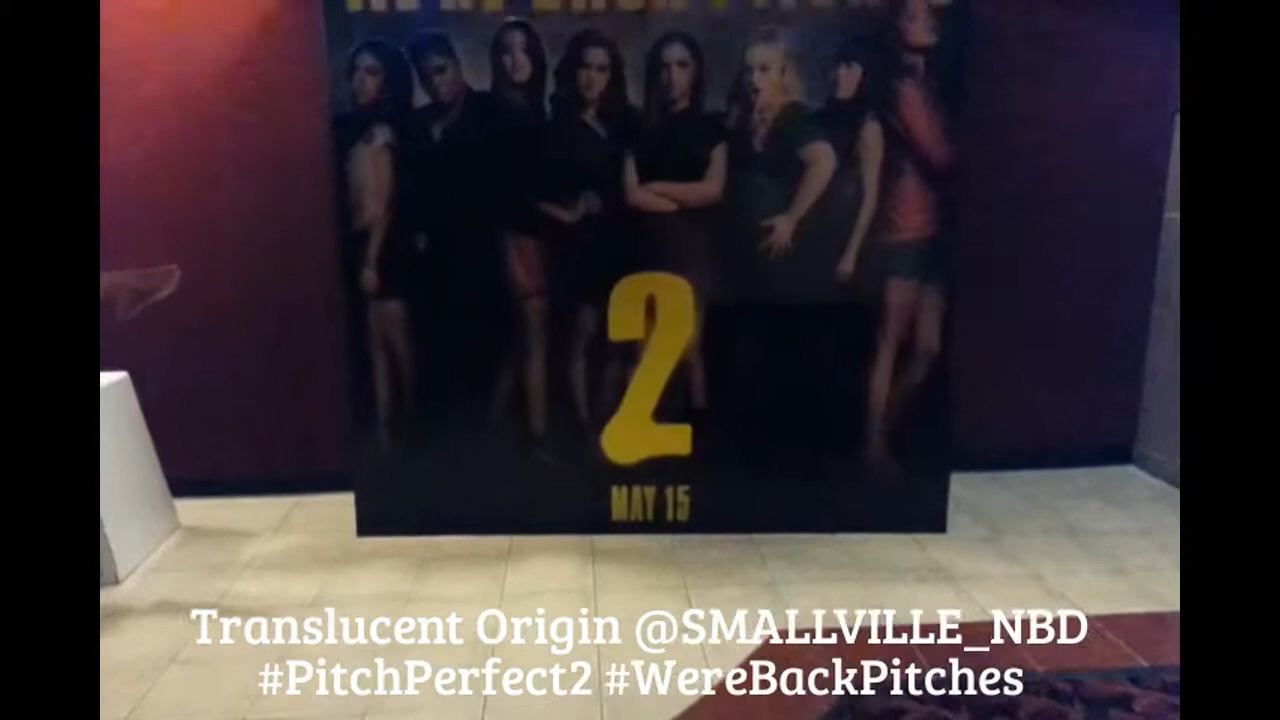 2
MAY 15
Translucent Origin @SMALLVILLE_NBD
#PitchPerfect2 #WereBackPitches